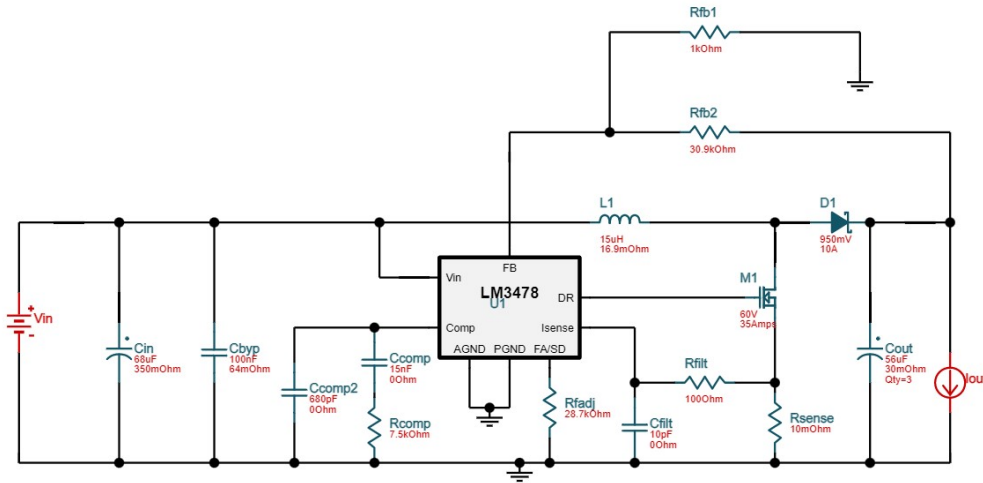 Rfb1
1kOhm
Rfb2
30.9kOhm
L1
15uH
16.9mOhm
D1
950mV
10A
FB
Vin
LM3478
U1
DR
Comp
Isense
AGND PGND FA/SD
M1
60V
35Amps
Vin
Cin
68uF
350mOhm
Cbyp
100nF
64mOhm
Ccomp2
680pF
0Ohm
Ccomp
15nF
0Ohm
Rcomp
7.5kOhm
Rfadj
28.7kOhm
Rfilt
100Ohm
Cfilt
10pF
0Ohm
Rsense
10mOhm
Cout
56uF
30mOhm
Qty=3
Iou